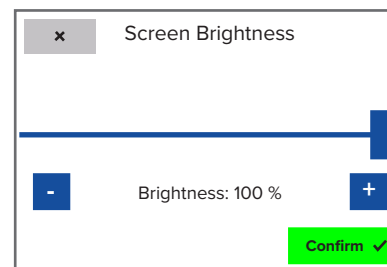 × Screen Brightness
- Brightness: 100 % +
Confirm ✓